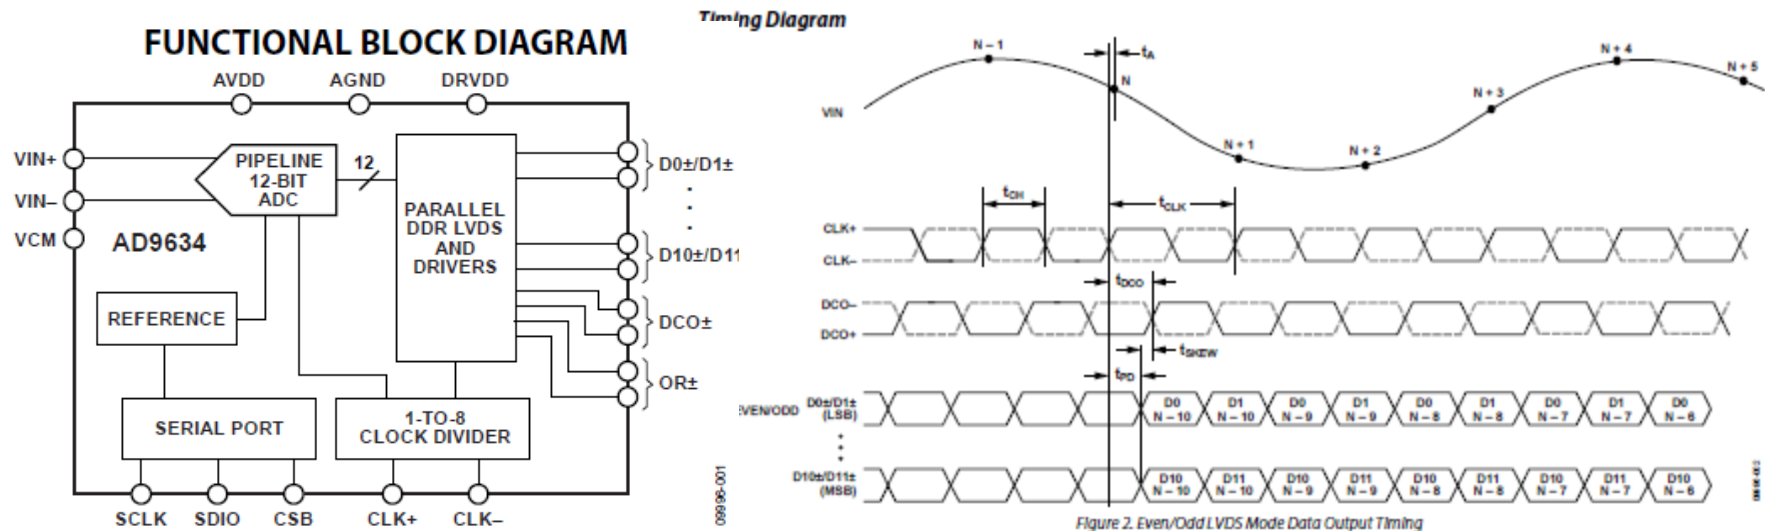 FUNCTIONAL BLOCK DIAGRAM
AVDD AGND DRVDD
VIN+
VIN–
VCM
PIPELINE
12-BIT
ADC
12
AD9634
PARALLEL
DDR LVDS
AND
DRIVERS
REFERENCE
SERIAL PORT
1-TO-8
CLOCK DIVIDER
D0±/D1±
D10±/D11
DCO±
OR±
SCLK SDIO CSB CLK+ CLK–
09996-001
Timing Diagram
N – 1
tA
N
N + 4
N + 5
N + 3
VIN
N + 1
N + 2
tCH
tCLK
CLK+
CLK–
tDCO
DCO–
DCO+
tSKEW
tPD
EVEN/ODD
D0±/D1±
(LSB)
D0 D1 D0 D1 D0 D1 D0 D1 D0
N – 10 N – 10 N – 9 N – 9 N – 8 N – 8 N – 7 N – 7 N – 6
D10±/D11±
(MSB)
D10 D11 D10 D11 D10 D11 D10 D11 D10
N – 10 N – 10 N – 9 N – 9 N – 8 N – 8 N – 7 N – 7 N – 6
Figure 2. Even/Odd LVDS Mode Data Output Timing